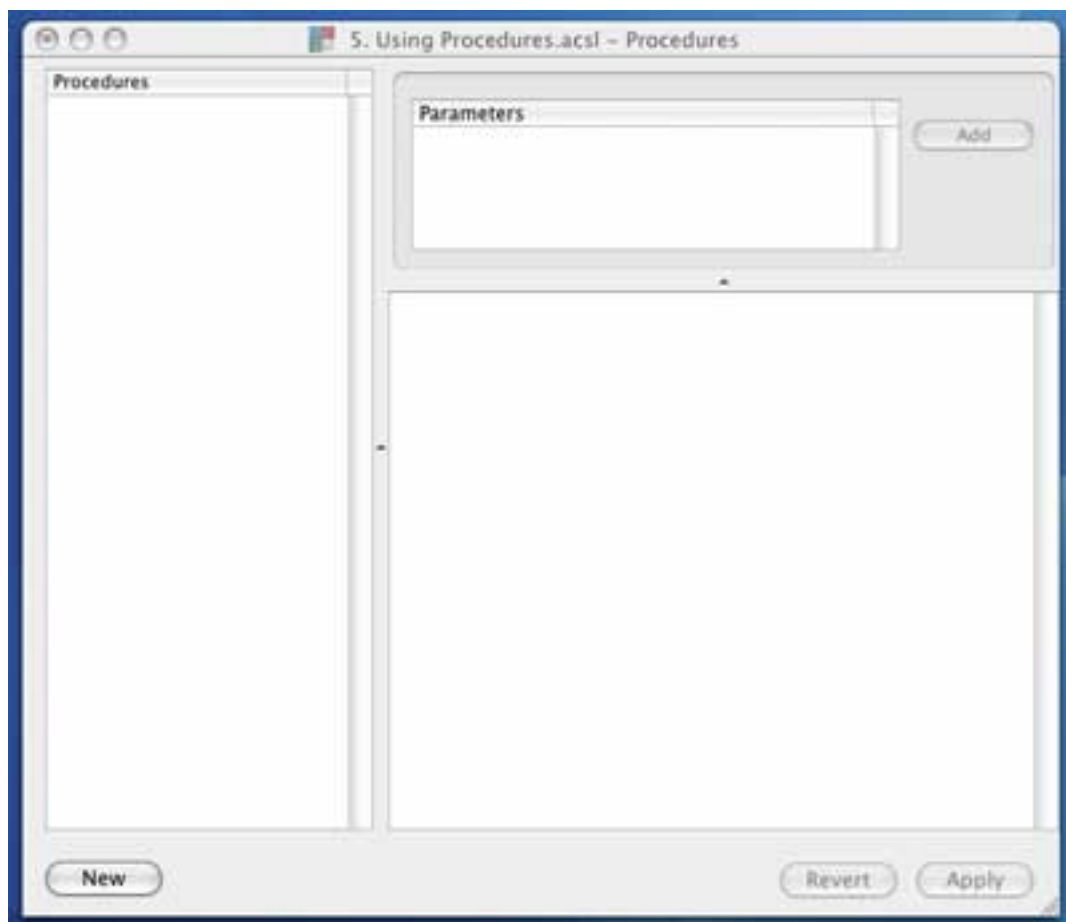 5. Using Procedures.acsl – Procedures
Procedures
Parameters
Add
New
Revert
Apply